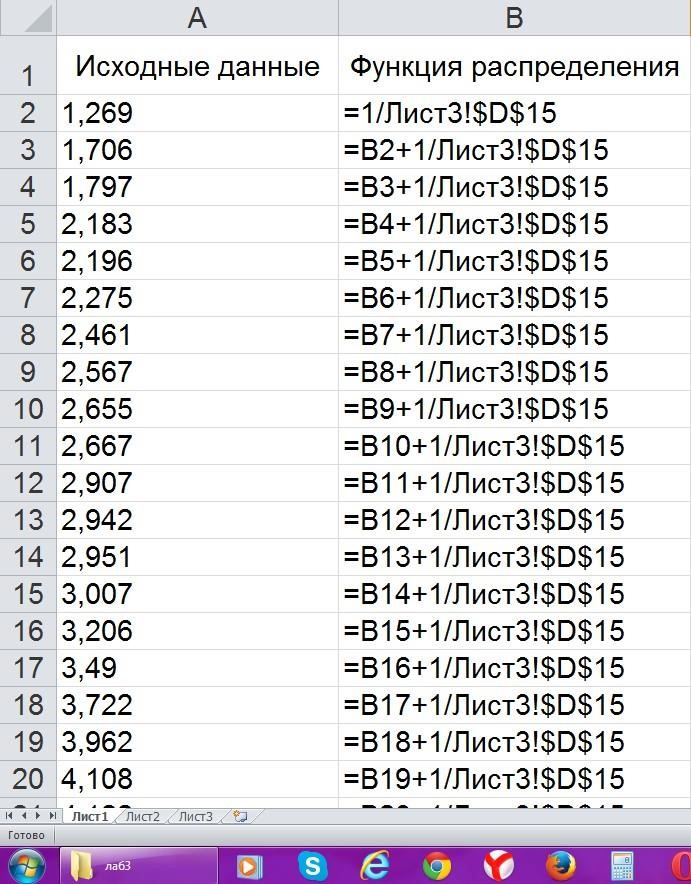 A B
1 Исходные данные Функция распределения
2 1,269 =1/Лист3!$D$15
3 1,706 =B2+1/Лист3!$D$15
4 1,797 =B3+1/Лист3!$D$15
5 2,183 =B4+1/Лист3!$D$15
6 2,196 =B5+1/Лист3!$D$15
7 2,275 =B6+1/Лист3!$D$15
8 2,461 =B7+1/Лист3!$D$15
9 2,567 =B8+1/Лист3!$D$15
10 2,655 =B9+1/Лист3!$D$15
11 2,667 =B10+1/Лист3!$D$15
12 2,907 =B11+1/Лист3!$D$15
13 2,942 =B12+1/Лист3!$D$15
14 2,951 =B13+1/Лист3!$D$15
15 3,007 =B14+1/Лист3!$D$15
16 3,206 =B15+1/Лист3!$D$15
17 3,49 =B16+1/Лист3!$D$15
18 3,722 =B17+1/Лист3!$D$15
19 3,962 =B18+1/Лист3!$D$15
20 4,108 =B19+1/Лист3!$D$15
Лист1 Лист2 Лист3
Готово
лаб3